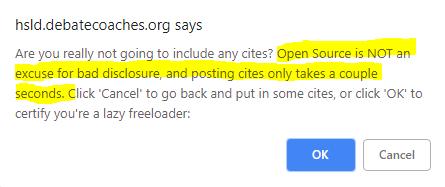 hsld.debatecoaches.org says
Are you really not going to include any cites? Open Source is NOT an
excuse for bad disclosure, and posting cites only takes a couple
seconds. Click 'Cancel' to go back and put in some cites, or click 'OK' to
certify you're a lazy freeloader:
OK Cancel